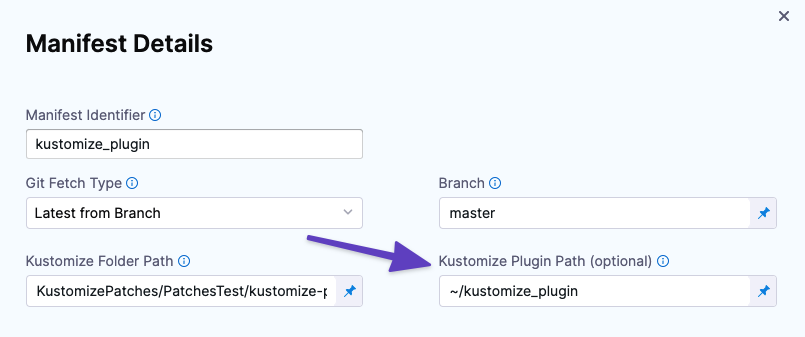 Manifest Details
Manifest Identifier
kustomize_plugin
Git Fetch Type
Branch
Latest from Branch
master
Kustomize Folder Path
Kustomize Plugin Path (optional)
KustomizePatches/PatchesTest/kustomize-p
~/kustomize_plugin